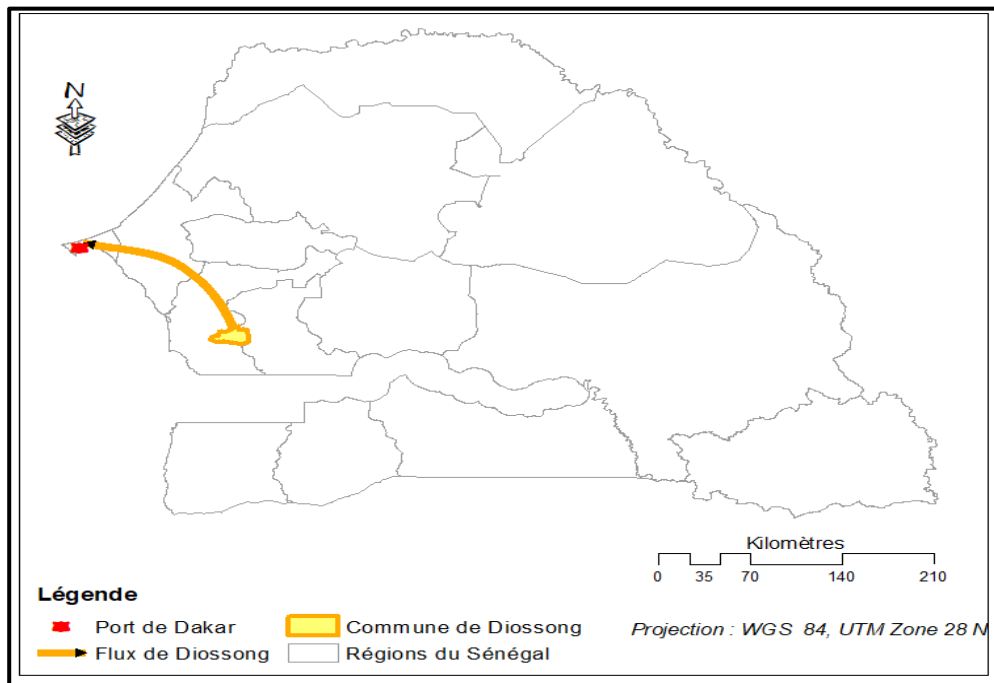 N
Kilomètres
0 35 70 140 210
Légende
Port de Dakar
Commune de Diossong
Projection : WGS 84, UTM Zone 28 N
Flux de Diossong
Régions du Sénégal